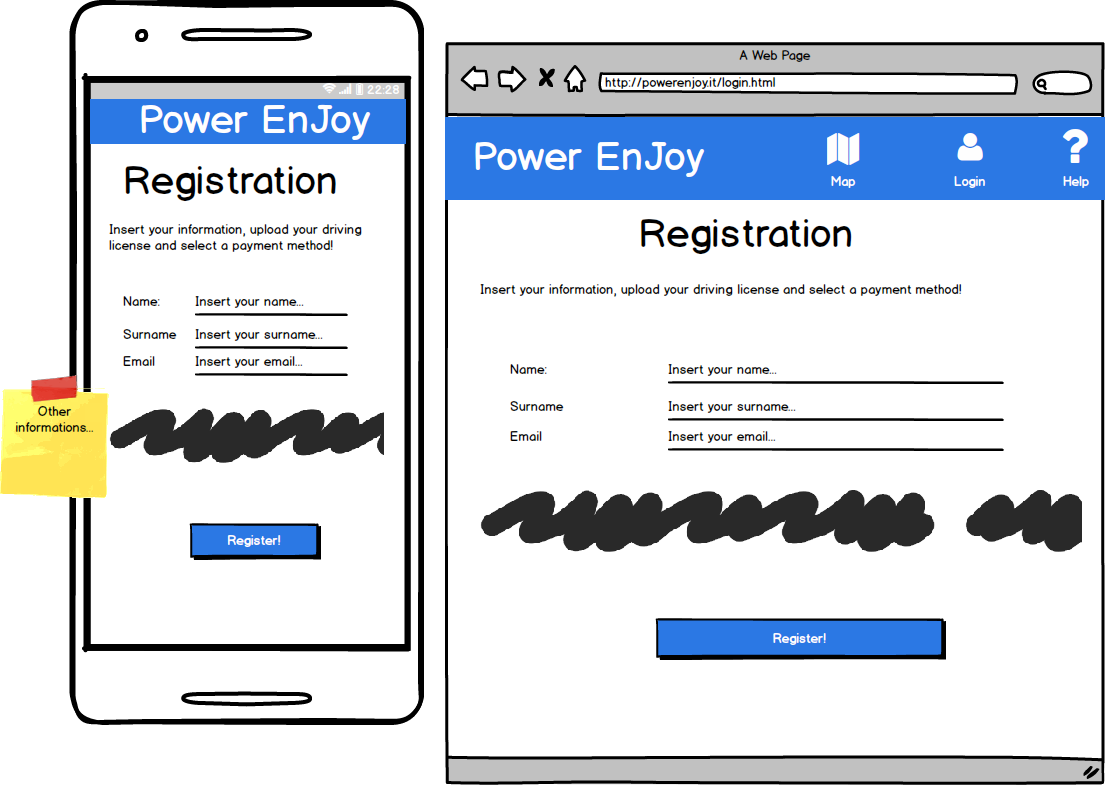 22:28
Power EnJoy
Registration
Insert your information, upload your driving
license and select a payment method!
Name:
Insert your name...
Surname
Insert your surname...
Email
Insert your email...
Other
informations...
Register!
A Web Page
http://powerenjoy.it/login.html
Power EnJoy
Map
Login
Help
Registration
Insert your information, upload your driving license and select a payment method!
Name:
Insert your name...
Surname
Insert your surname...
Email
Insert your email...
Register!